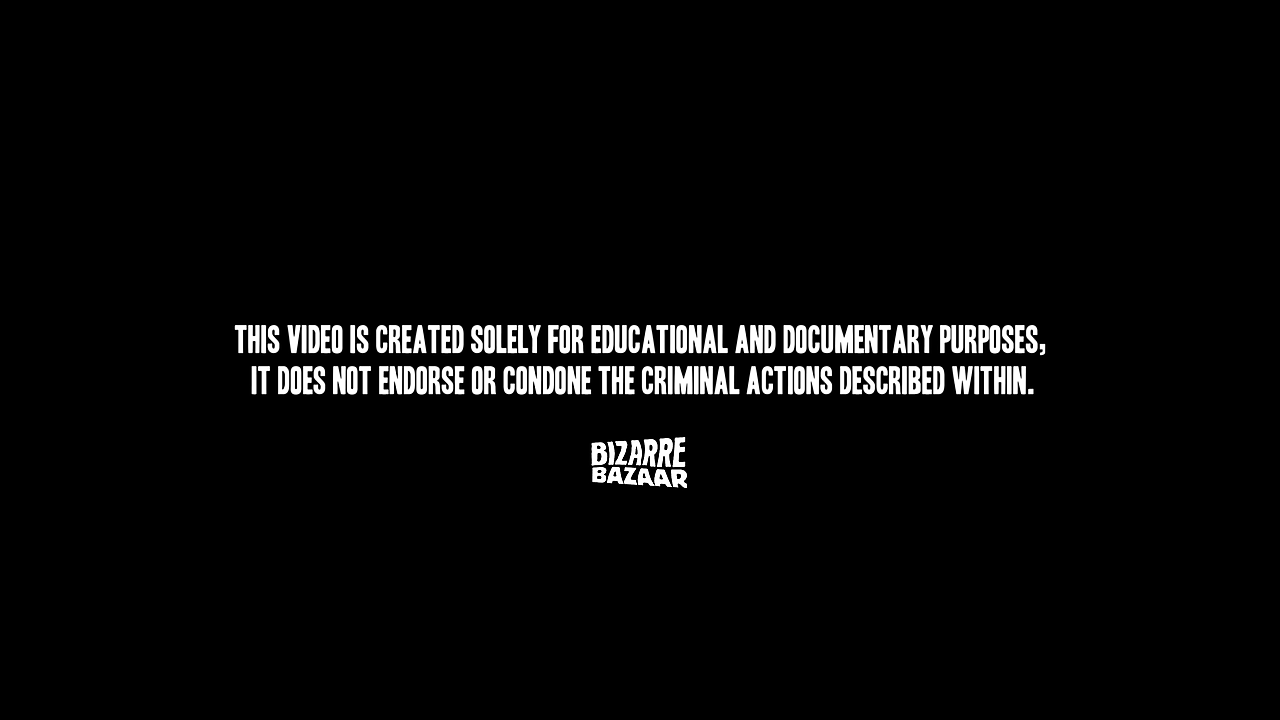 THIS VIDEO IS CREATED SOLELY FOR EDUCATIONAL AND DOCUMENTARY PURPOSES,
IT DOES NOT ENDORSE OR CONDONE THE CRIMINAL ACTIONS DESCRIBED WITHIN.
BIZARRE
BAZAAR